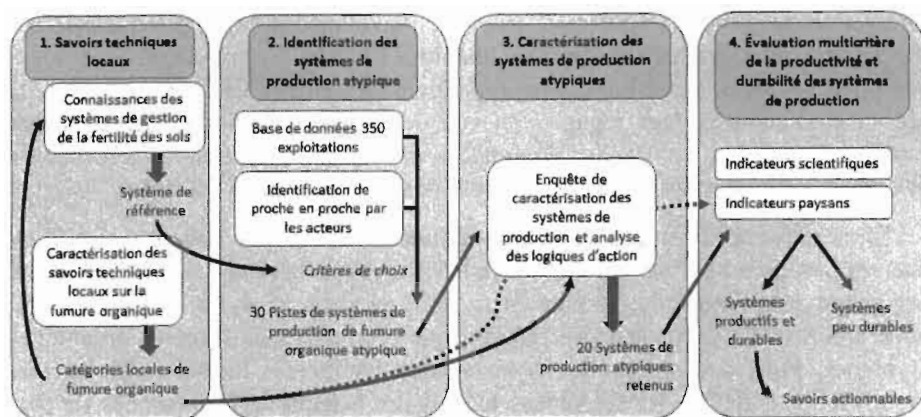 1. Savoirs techniques
locaux
Connaissances des
systèmes de gestion
de la fertilité des sols
Système de
référence
Caractérisation des
savoirs techniques
locaux sur la
fumure organique
Catégories locales de
fumure organique
2. Identification des
systèmes de
production atypique
Base de données 350
exploitations
Identification de
proche en proche par
les acteurs
Critères de choix
30 Pistes de systèmes de
production de fumure
organique atypique
3. Caractérisation des
systèmes de production
atypiques
Enquête de
caractérisation des
systèmes de
production et analyse
des logiques d'action
20 Systèmes de
production atypiques
retenus
4. Évaluation multicritère
de la productivité et
durabilité des systèmes
de production
Indicateurs scientifiques
Indicateurs paysans
Systèmes
productifs et
durables
Systèmes
peu durables
Savoirs actionnables